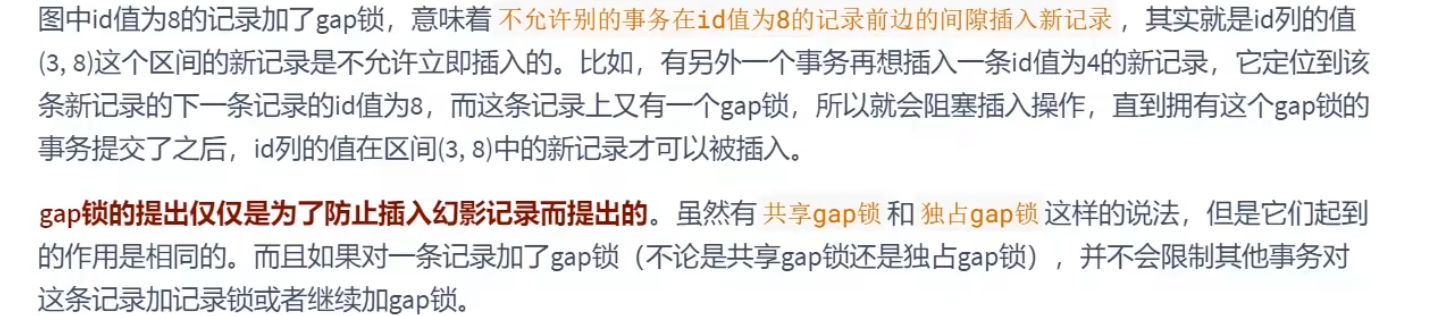 图中id值为8的记录加了gap锁，意味着 不允许别的事务在id值为8的记录前边的间隙插入新记录 ，其实就是id列的值
(3, 8)这个区间的新记录是不允许立即插入的。比如，有另外一个事务再想插入一条id值为4的新记录，它定位到该
条新记录的下一条记录的id值为8，而这条记录上又有一个gap锁，所以就会阻塞插入操作，直到拥有这个gap锁的
事务提交了之后，id列的值在区间(3, 8)中的新记录才可以被插入。
gap锁的提出仅仅是为了防止插入幻影记录而提出的。虽然有 共享gap锁 和 独占gap锁 这样的说法，但是它们起到
的作用是相同的。而且如果对一条记录加了gap锁（不论是共享gap锁还是独占gap锁），并不会限制其他事务对
这条记录加记录锁或者继续加gap锁。